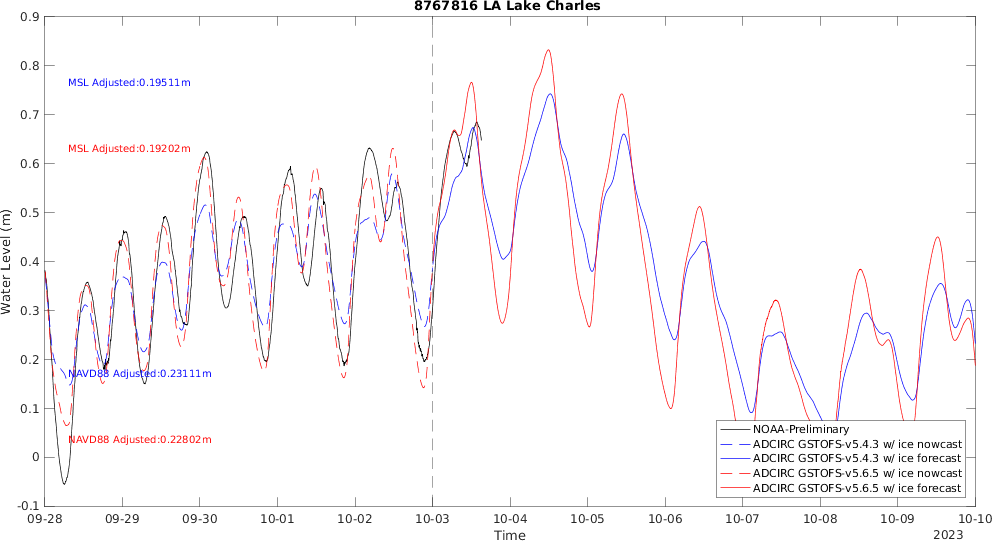 8767816 LA Lake Charles
0.9
0.8
0.7
0.6
0.5
0.4
0.3
0.2
0.1
0
-0.1
Water Level (m)
MSL Adjusted:0.19511m
MSL Adjusted:0.19202m
NAVD88 Adjusted:0.23111m
NAVD88 Adjusted:0.22802m
NOAA-Preliminary
ADCIRC GSTOFS-v5.4.3 w/ ice nowcast
ADCIRC GSTOFS-v5.4.3 w/ ice forecast
ADCIRC GSTOFS-v5.6.5 w/ ice nowcast
ADCIRC GSTOFS-v5.6.5 w/ ice forecast
09-28 09-29 09-30 10-01 10-02 10-03 10-04 10-05 10-06 10-07 10-08 10-09 10-10
Time
2023